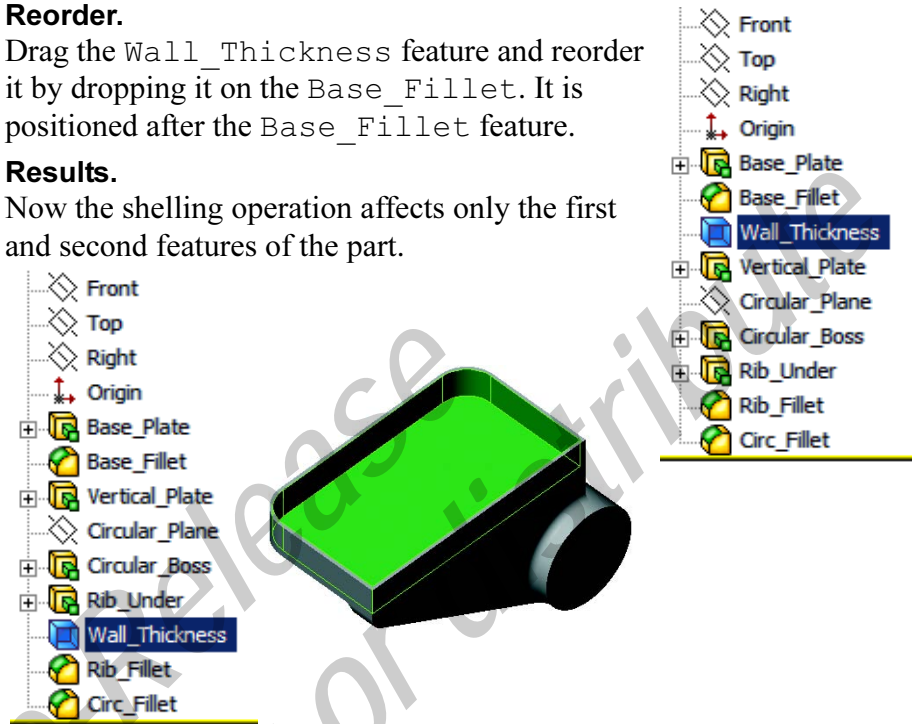 Reorder.
Drag the Wall_Thickness feature and reorder
it by dropping it on the Base_Fillet. It is
positioned after the Base_Fillet feature.
Results.
Now the shelling operation affects only the first
and second features of the part.
Front
Top
Right
Origin
Base_Plate
Base_Fillet
Vertical_Plate
Circular_Plane
Circular_Boss
Rib_Under
Wall_Thickness
Rib_Fillet
Circ_Fillet
Front
Top
Right
Origin
Base_Plate
Base_Fillet
Wall_Thickness
Vertical_Plate
Circular_Plane
Circular_Boss
Rib_Under
Rib_Fillet
Circ_Fillet
-Release
or distribute